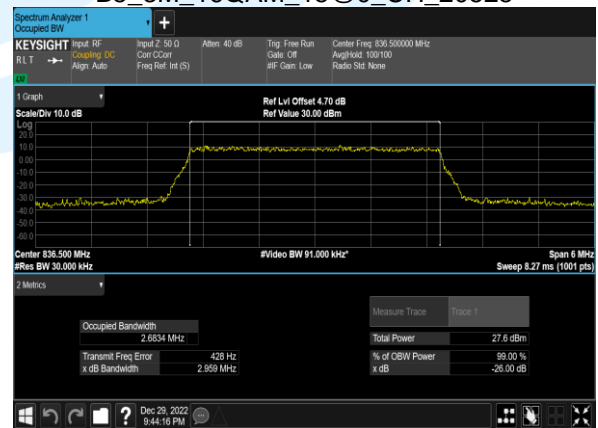 Spectrum Analyzer 1
Occupied BW
+
KEYSIGHT
RLT
LXI
Input: RF
Coupling: DC
Align: Auto
Input Z: 50 Ω
Corr CCorr
Freq Ref: Int (S)
Atten: 40 dB
Trig: Free Run
Gate: Off
#IF Gain: Low
Center Freq: 836.500000 MHz
Avg|Hold: 100/100
Radio Std: None
1 Graph
Scale/Div 10.0 dB
Ref Lvl Offset 4.70 dB
Ref Value 30.00 dBm
Log
20.0
10.0
0.00
-10.0
-20.0
-30.0
-40.0
-50.0
-60.0
Center 836.500 MHz
#Res BW 30.000 kHz
#Video BW 91.000 kHz*
Span 6 MHz
Sweep 8.27 ms (1001 pts)
2 Metrics
Measure Trace Trace 1
Occupied Bandwidth
2.6834 MHz
Total Power 27.6 dBm
Transmit Freq Error 428 Hz
% of OBW Power 99.00 %
x dB Bandwidth 2.959 MHz
x dB -26.00 dB
?
Dec 29, 2022
9:44:16 PM